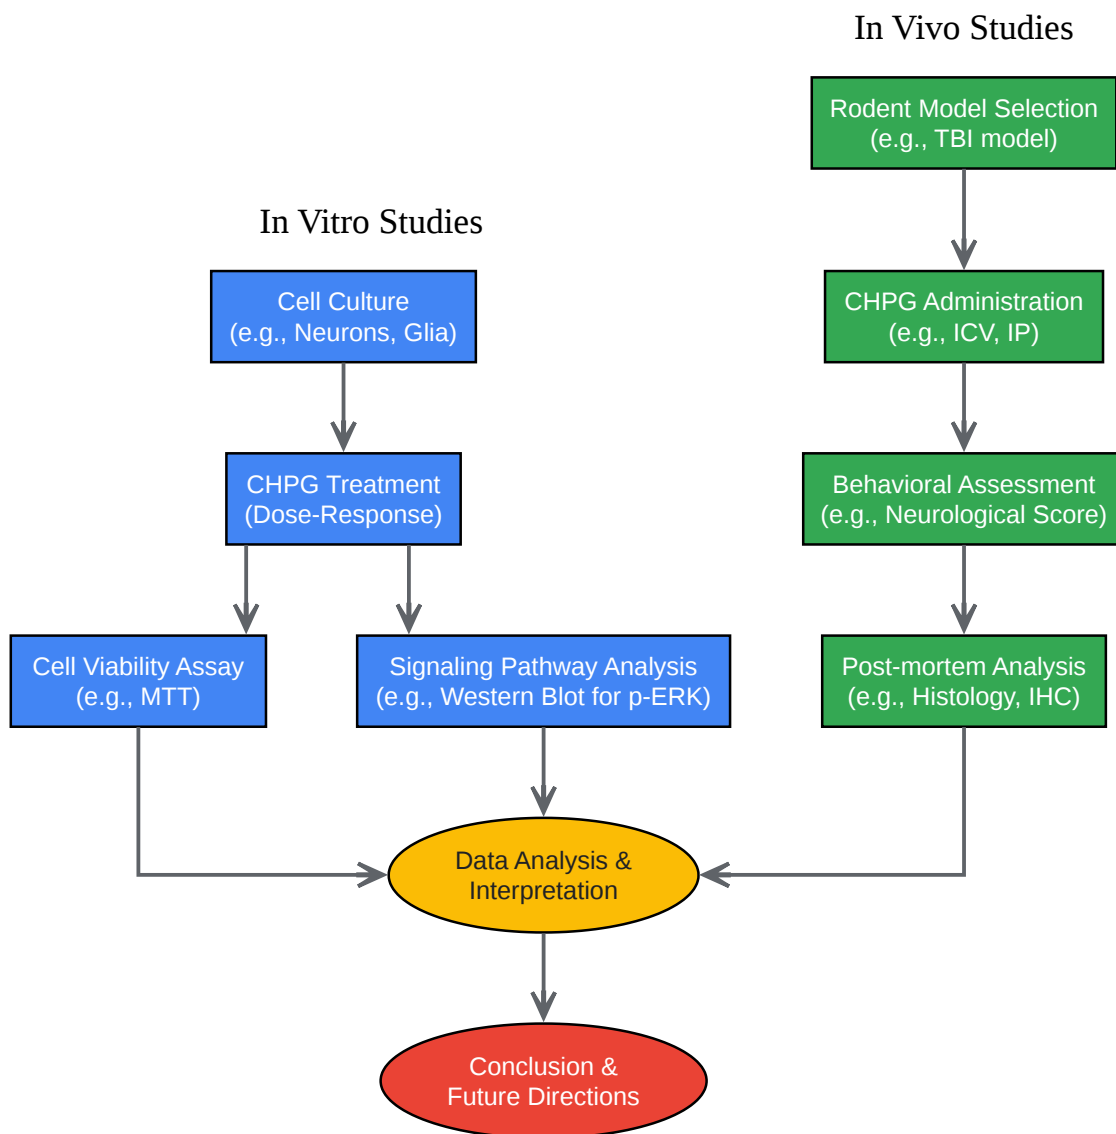 In Vivo Studies
Rodent Model Selection
(e.g., TBI model)
In Vitro Studies
Cell Culture
(e.g., Neurons, Glia)
CHPG Administration
(e.g., ICV, IP)
CHPG Treatment
(Dose-Response)
Behavioral Assessment
(e.g., Neurological Score)
Cell Viability Assay
(e.g., MTT)
Signaling Pathway Analysis
(e.g., Western Blot for p-ERK)
Post-mortem Analysis
(e.g., Histology, IHC)
Data Analysis &
Interpretation
Conclusion &
Future Directions